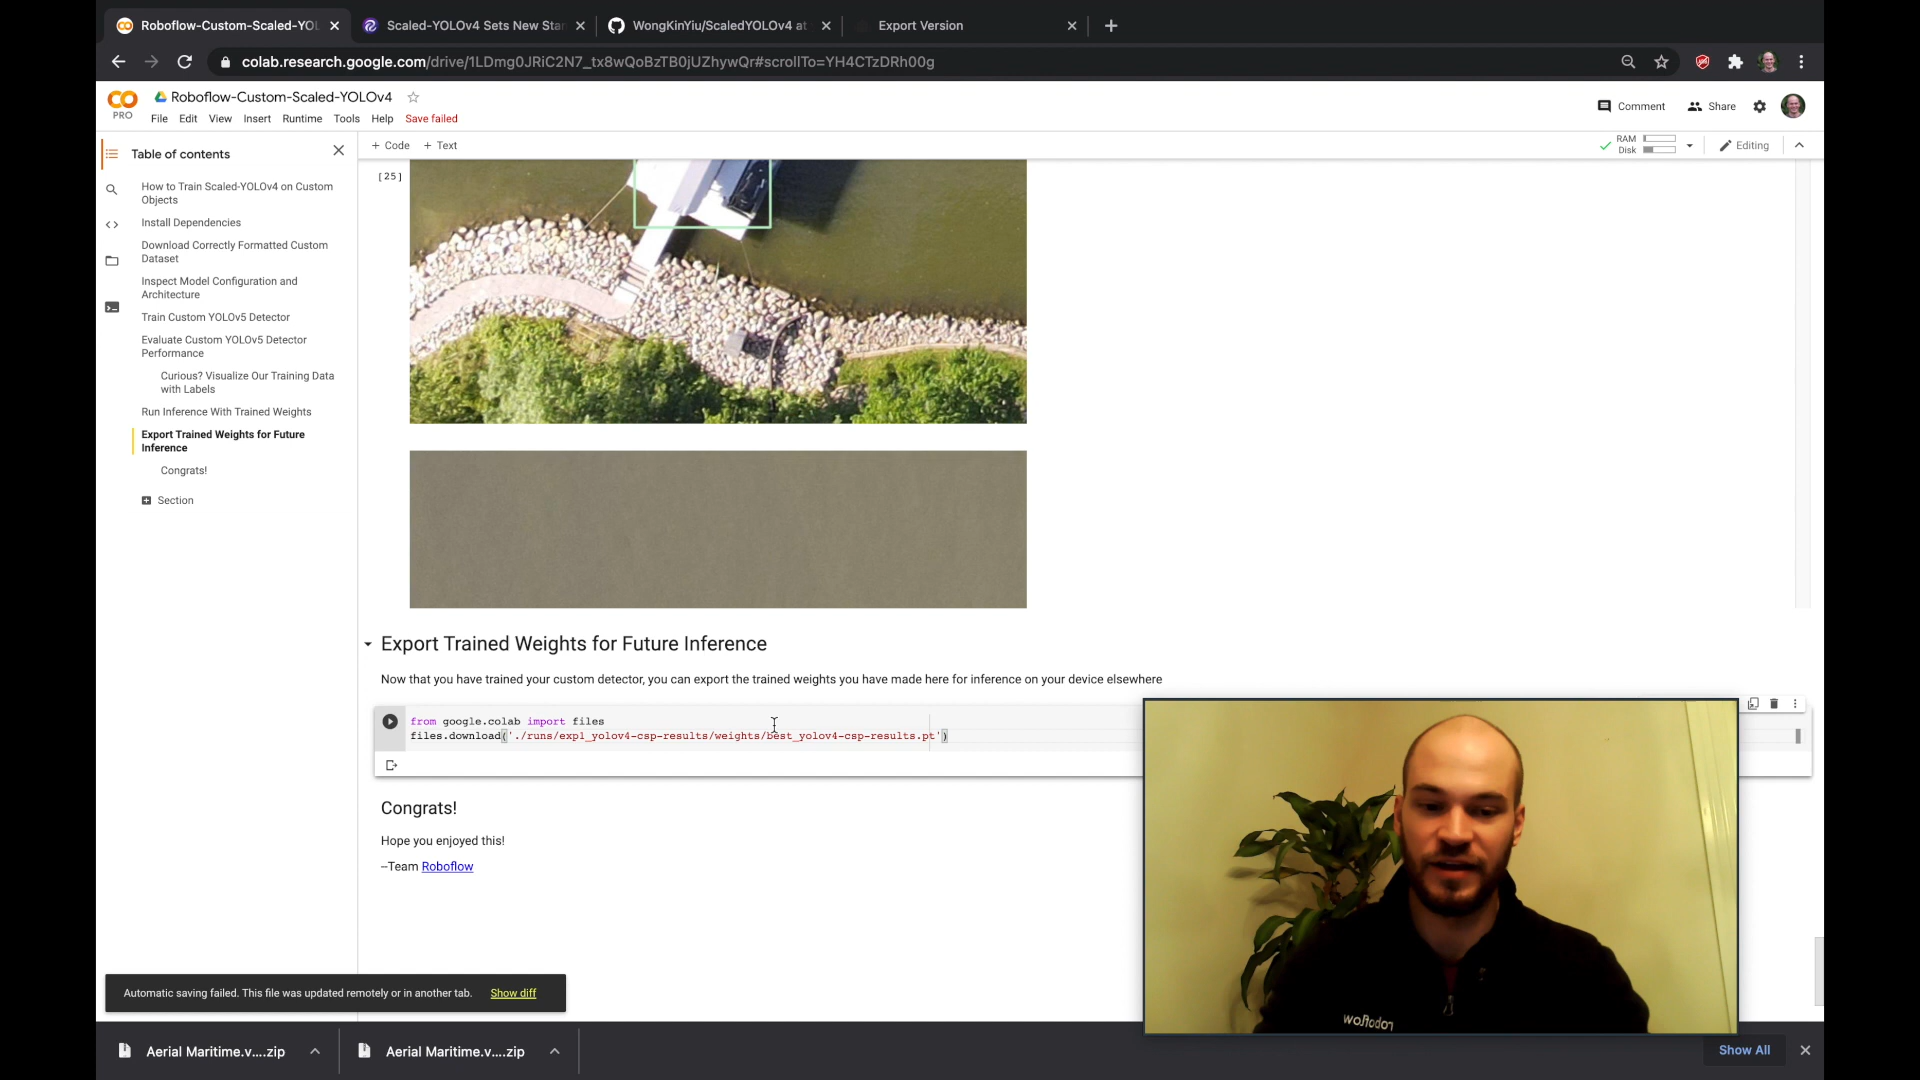 Roboflow-Custom-Scaled-YOL
Scaled-YOLOv4 Sets New Stan
WongKinYiu/ScaledYOLOv4 at
Export Version
colab.research.google.com/drive/1LDmg0JRiC2N7_tx8wQoBzTB0jUZhywQr#scrollTo=YH4CTzDRh00g
PRO
Roboflow-Custom-Scaled-YOLOv4
File Edit View Insert Runtime Tools Help Save failed
Comment
Share
Table of contents
+ Code + Text
RAM
Disk
Editing
How to Train Scaled-YOLOv4 on Custom
Objects
Install Dependencies
Download Correctly Formatted Custom
Dataset
Inspect Model Configuration and
Architecture
Train Custom YOLOv5 Detector
Evaluate Custom YOLOv5 Detector
Performance
Curious? Visualize Our Training Data
with Labels
Run Inference With Trained Weights
Export Trained Weights for Future
Inference
Congrats!
Section
[25]
Export Trained Weights for Future Inference
Now that you have trained your custom detector, you can export the trained weights you have made here for inference on your device elsewhere
from google.colab import files
files.download('./runs/exp1_yolov4-csp-results/weights/best_yolov4-csp-results.pt')
Congrats!
Hope you enjoyed this!
--Team Roboflow
roboflow
Automatic saving failed. This file was updated remotely or in another tab. Show diff
Aerial Maritime.v....zip
Aerial Maritime.v....zip
Show All